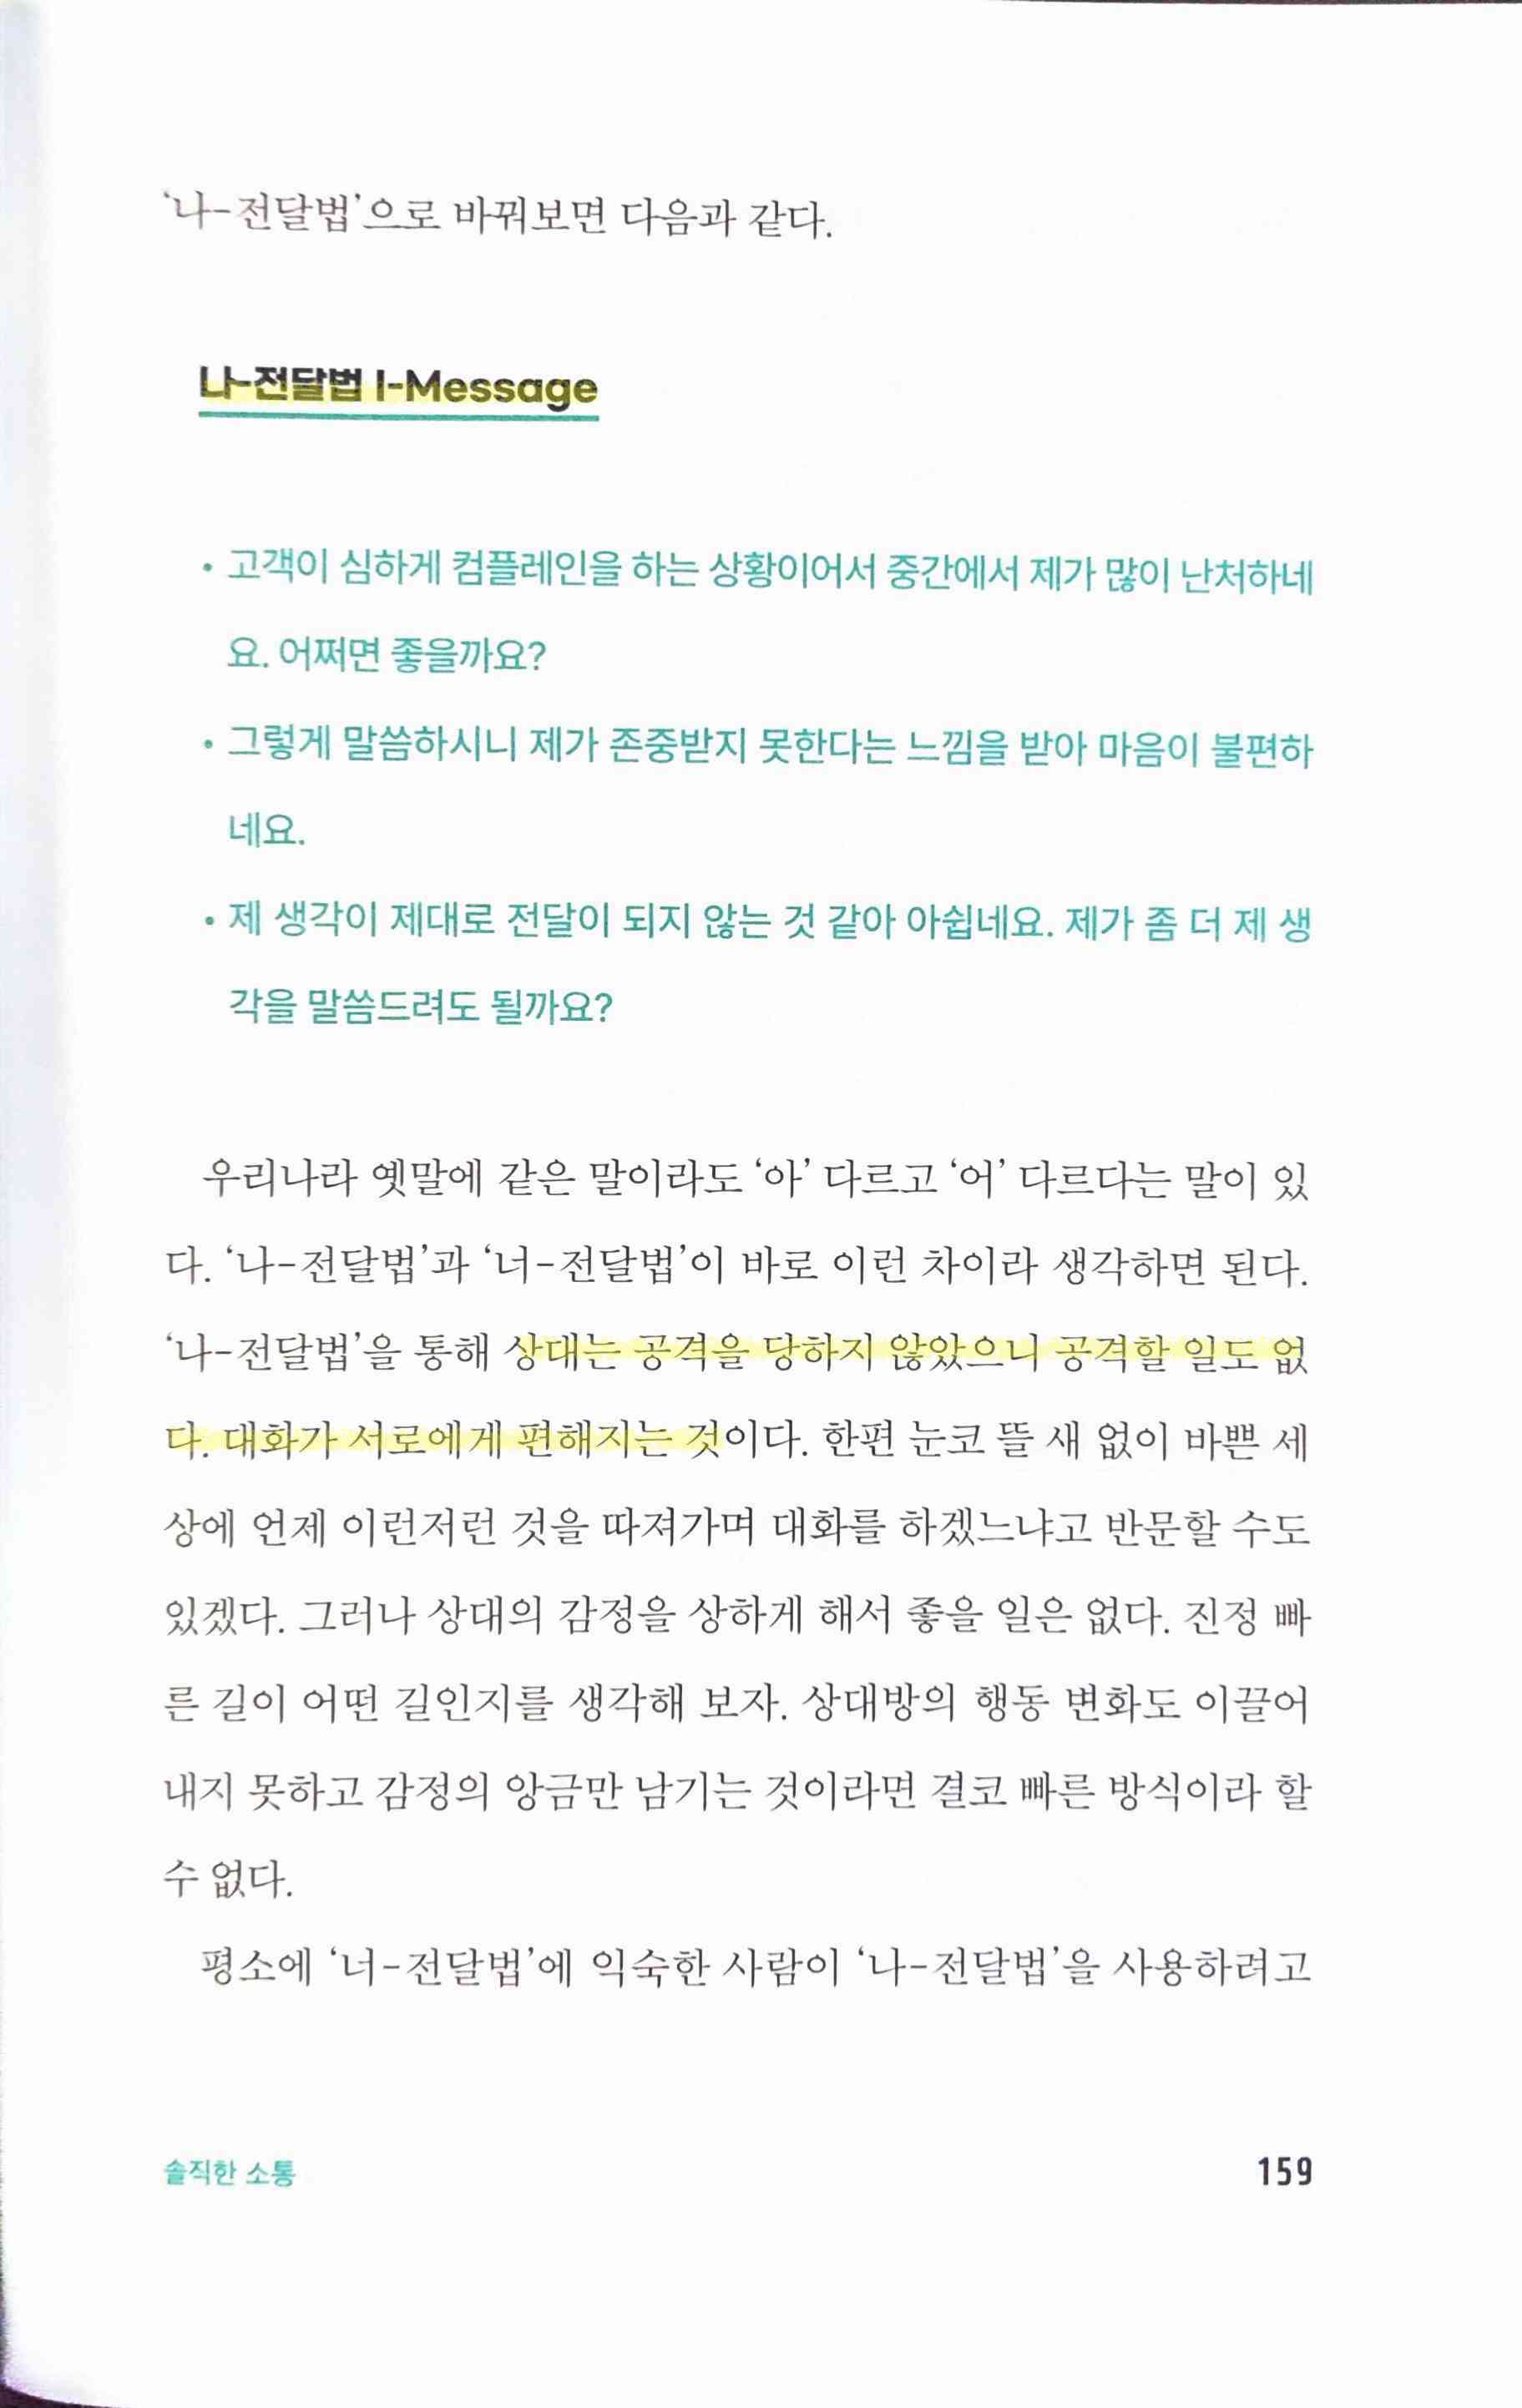 ‘나-전달법’으로 바꿔보면 다음과 같다.
나-전달법 I-Message
• 고객이 심하게 컴플레인을 하는 상황이어서 중간에서 제가 많이 난처하네
요. 어쩌면 좋을까요?
• 그렇게 말씀하시니 제가 존중받지 못한다는 느낌을 받아 마음이 불편하
네요.
• 제 생각이 제대로 전달이 되지 않는 것 같아 아쉽네요. 제가 좀 더 제 생
각을 말씀드려도 될까요?
우리나라 옛말에 같은 말이라도 ‘아’ 다르고 ‘어’ 다르다는 말이 있
다. ‘나-전달법’과 ‘너-전달법’이 바로 이런 차이라 생각하면 된다.
‘나-전달법’을 통해 상대는 공격을 당하지 않았으니 공격할 일도 없
다. 대화가 서로에게 편해지는 것이다. 한편 눈코 뜰 새 없이 바쁜 세
상에 언제 이런저런 것을 따져가며 대화를 하겠느냐고 반문할 수도
있겠다. 그러나 상대의 감정을 상하게 해서 좋을 일은 없다. 진정 빠
른 길이 어떤 길인지를 생각해 보자. 상대방의 행동 변화도 이끌어
내지 못하고 감정의 앙금만 남기는 것이라면 결코 빠른 방식이라 할
수 없다.
평소에 ‘너-전달법’에 익숙한 사람이 ‘나-전달법’을 사용하려고
솔직한 소통
159